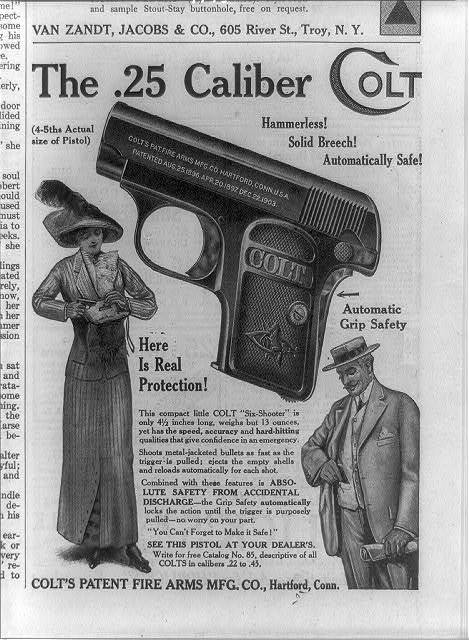 and sample Stout-Stay buttonhole, free on request.
VAN ZANDT, JACOBS & CO., 605 River St., Troy, N. Y.
The .25 Caliber COLT
(4-5ths Actual
size of Pistol)
Hammerless!
Solid Breech!
Automatically Safe!
COLT'S PAT. FIRE ARMS MFG. CO. HARTFORD, CONN. U.S.A.
PATENTED AUG. 25, 1896. APR. 20, 1897. DEC. 22, 1903.
COLT
Automatic
Grip Safety
Here
Is Real
Protection!
This compact little COLT "Six-Shooter" is
only 4½ inches long, weighs but 13 ounces,
yet has the speed, accuracy and hard-hitting
qualities that give confidence in an emergency.
Shoots metal-jacketed bullets as fast as the
trigger is pulled; ejects the empty shells
and reloads automatically for each shot.
Combined with these features is ABSO-
LUTE SAFETY FROM ACCIDENTAL
DISCHARGE—the Grip Safety automatically
locks the action until the trigger is purposely
pulled—no worry on your part.
"You Can't Forget to Make it Safe!"
SEE THIS PISTOL AT YOUR DEALER'S.
Write for free Catalog No. 85, descriptive of all
COLTS in calibers .22 to .45.
COLT'S PATENT FIRE ARMS MFG. CO., Hartford, Conn.